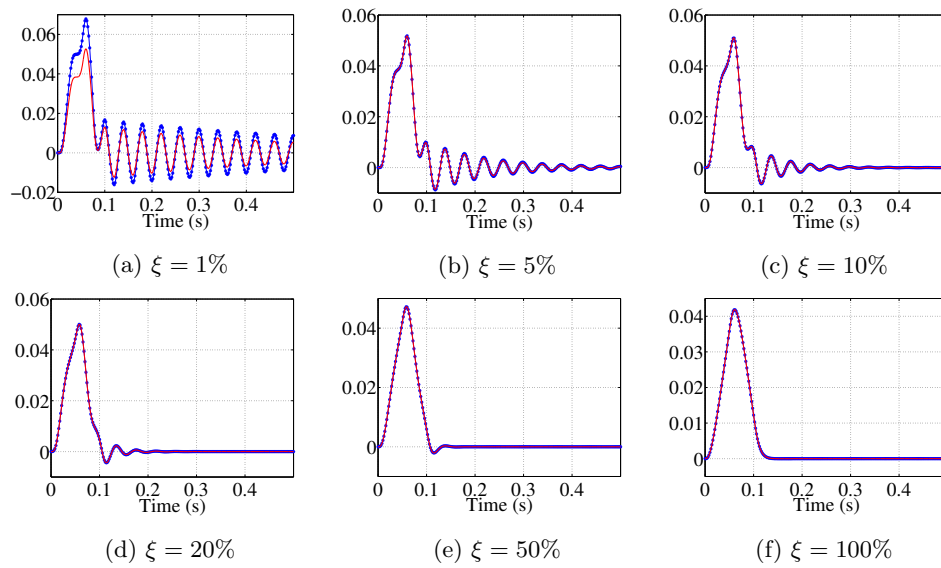 0.06
0.04
0.02
0
−0.02
0 0.1 0.2 0.3 0.4
Time (s)
(a) ξ = 1%
0.06
0.04
0.02
0
0 0.1 0.2 0.3 0.4
Time (s)
(b) ξ = 5%
0.06
0.04
0.02
0
0 0.1 0.2 0.3 0.4
Time (s)
(c) ξ = 10%
0.06
0.04
0.02
0
0 0.1 0.2 0.3 0.4
Time (s)
(d) ξ = 20%
0.04
0.02
0
0 0.1 0.2 0.3 0.4
Time (s)
(e) ξ = 50%
0.04
0.03
0.02
0.01
0
0 0.1 0.2 0.3 0.4
Time (s)
(f) ξ = 100%